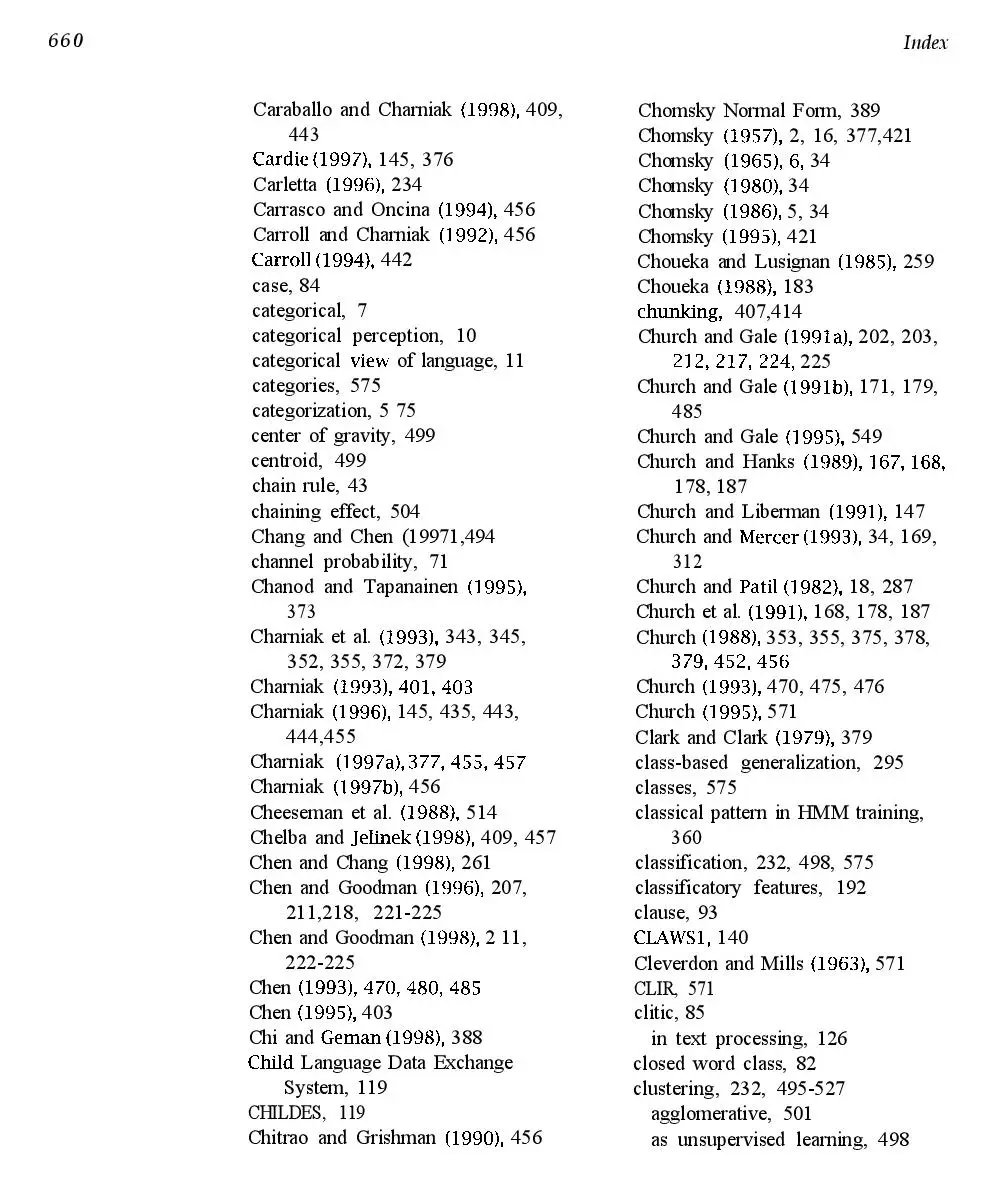 660
Index
Caraballo and Charniak (1998), 409,
443
Cardie (1997), 145, 376
Carletta (1996), 234
Carrasco and Oncina (1994), 456
Carroll and Charniak (1992), 456
Carroll (1994), 442
case, 84
categorical, 7
categorical perception, 10
categorical view of language, 11
categories, 575
categorization, 5 75
center of gravity, 499
centroid, 499
chain rule, 43
chaining effect, 504
Chang and Chen (19971,494
channel probability, 71
Chanod and Tapanainen (1995),
373
Charniak et al. (1993), 343, 345,
352, 355, 372, 379
Charniak (1993), 401, 403
Charniak (1996), 145, 435, 443,
444,455
Charniak (1997a), 377, 455, 457
Charniak (1997b), 456
Cheeseman et al. (1988), 514
Chelba and Jelinek (1998), 409, 457
Chen and Chang (1998), 261
Chen and Goodman (1996), 207,
211,218, 221-225
Chen and Goodman (1998), 2 11,
222-225
Chen (1993), 470, 480, 485
Chen (1995), 403
Chi and Geman (1998), 388
Child Language Data Exchange
System, 119
CHILDES, 119
Chitrao and Grishman (1990), 456
Chomsky Normal Form, 389
Chomsky (1957), 2, 16, 377,421
Chomsky (1965), 6, 34
Chomsky (1980), 34
Chomsky (1986), 5, 34
Chomsky (1995), 421
Choueka and Lusignan (1985), 259
Choueka (1988), 183
chunking, 407,414
Church and Gale (1991a), 202, 203,
212, 217, 224, 225
Church and Gale (1991b), 171, 179,
485
Church and Gale (1995), 549
Church and Hanks (1989), 167, 168,
178, 187
Church and Liberman (1991), 147
Church and Mercer (1993), 34, 169,
312
Church and Patil (1982), 18, 287
Church et al. (1991), 168, 178, 187
Church (1988), 353, 355, 375, 378,
379, 452, 456
Church (1993), 470, 475, 476
Church (1995), 571
Clark and Clark (1979), 379
class-based generalization, 295
classes, 575
classical pattern in HMM training,
360
classification, 232, 498, 575
classificatory features, 192
clause, 93
CLAWS1, 140
Cleverdon and Mills (1963), 571
CLIR, 571
clitic, 85
in text processing, 126
closed word class, 82
clustering, 232, 495-527
agglomerative, 501
as unsupervised learning, 498